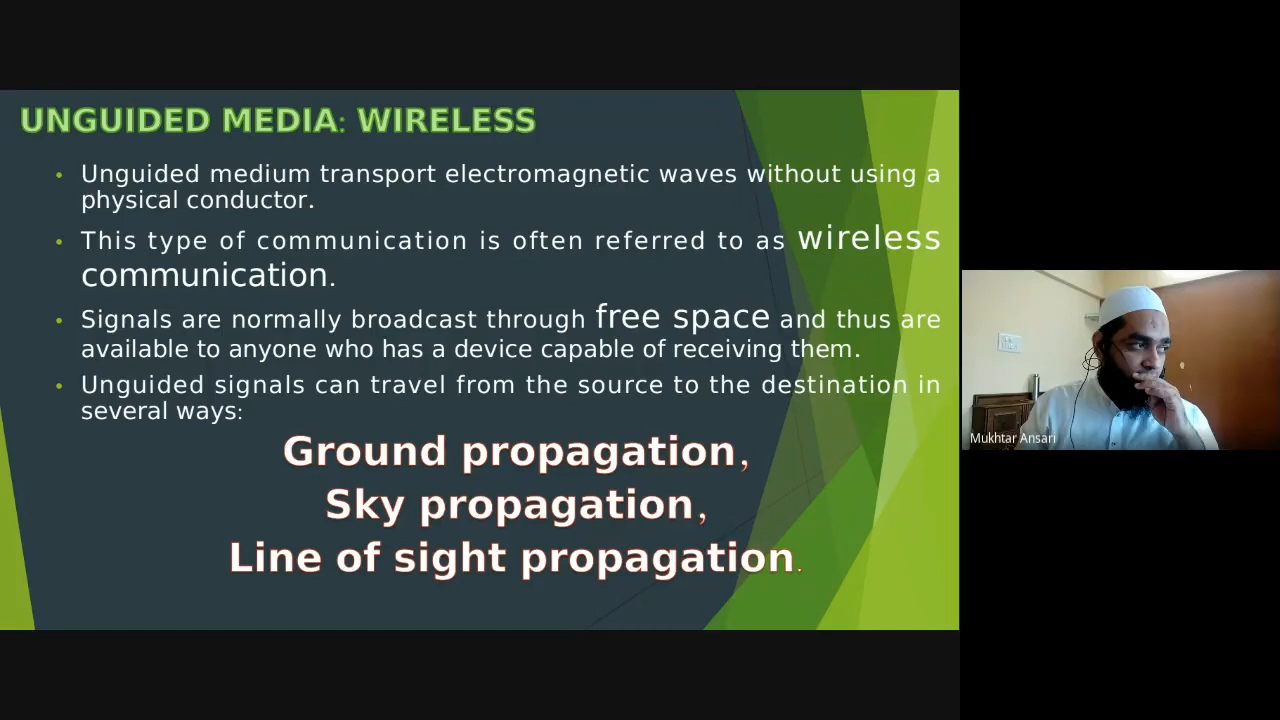 UNGUIDED MEDIA: WIRELESS
• Unguided medium transport electromagnetic waves without using a
physical conductor.
• This type of communication is often referred to as wireless
communication.
• Signals are normally broadcast through free space and thus are
available to anyone who has a device capable of receiving them.
• Unguided signals can travel from the source to the destination in
several ways:
Ground propagation,
Sky propagation,
Line of sight propagation.
Mukhtar Ansari